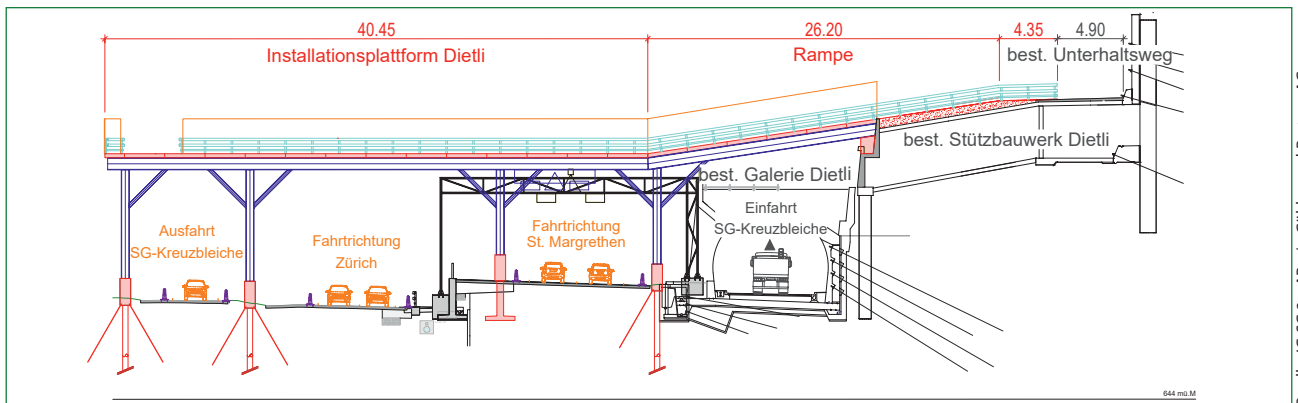 40.45
26.20
4.35
4.90
Installationsplattform Dietli
Rampe
best. Unterhaltsweg
best. Stützbauwerk Dietli
best. Galerie Dietli
Einfahrt
SG-Kreuzbleiche
Ausfahrt
SG-Kreuzbleiche
Fahrtrichtung
Zürich
Fahrtrichtung
St. Margrethen
644 mü.M